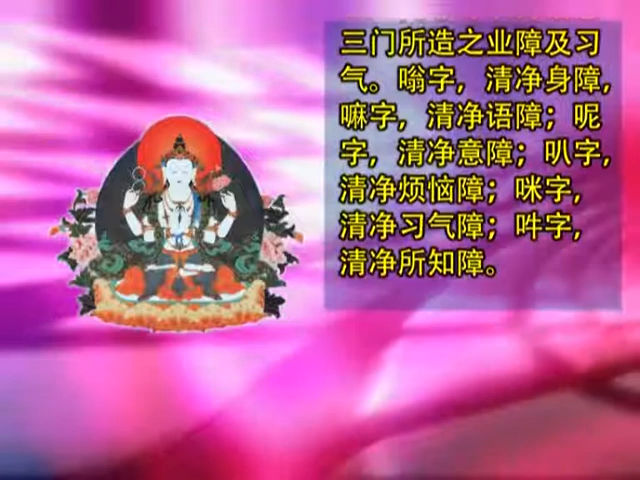 三门所造之业障及习
气。嗡字，清净身障，
嘛字，清净语障；呢
字，清净意障；叭字，
清净烦恼障；咪字，
清净习气障；吽字，
清净所知障。